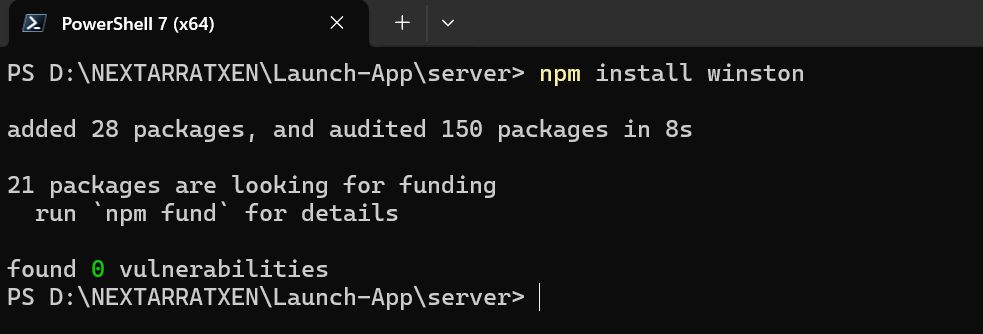 PowerShell 7 (x64)
PS D:\NEXTARRATXEN\Launch-App\server> npm install winston
added 28 packages, and audited 150 packages in 8s
21 packages are looking for funding
  run `npm fund` for details
found 0 vulnerabilities
PS D:\NEXTARRATXEN\Launch-App\server>